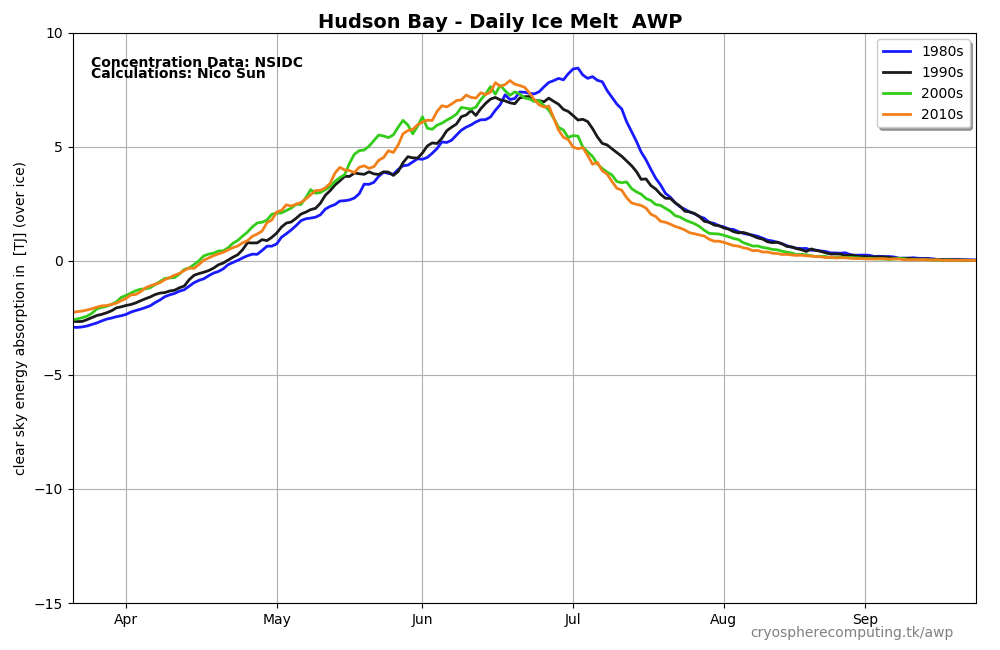 Hudson Bay - Daily Ice Melt  AWP
Concentration Data: NSIDC
Calculations: Nico Sun
1980s
1990s
2000s
2010s
clear sky energy absorption in  [TJ] (over ice)
10
5
0
−5
−10
−15
Apr May Jun Jul Aug Sep
cryospherecomputing.tk/awp